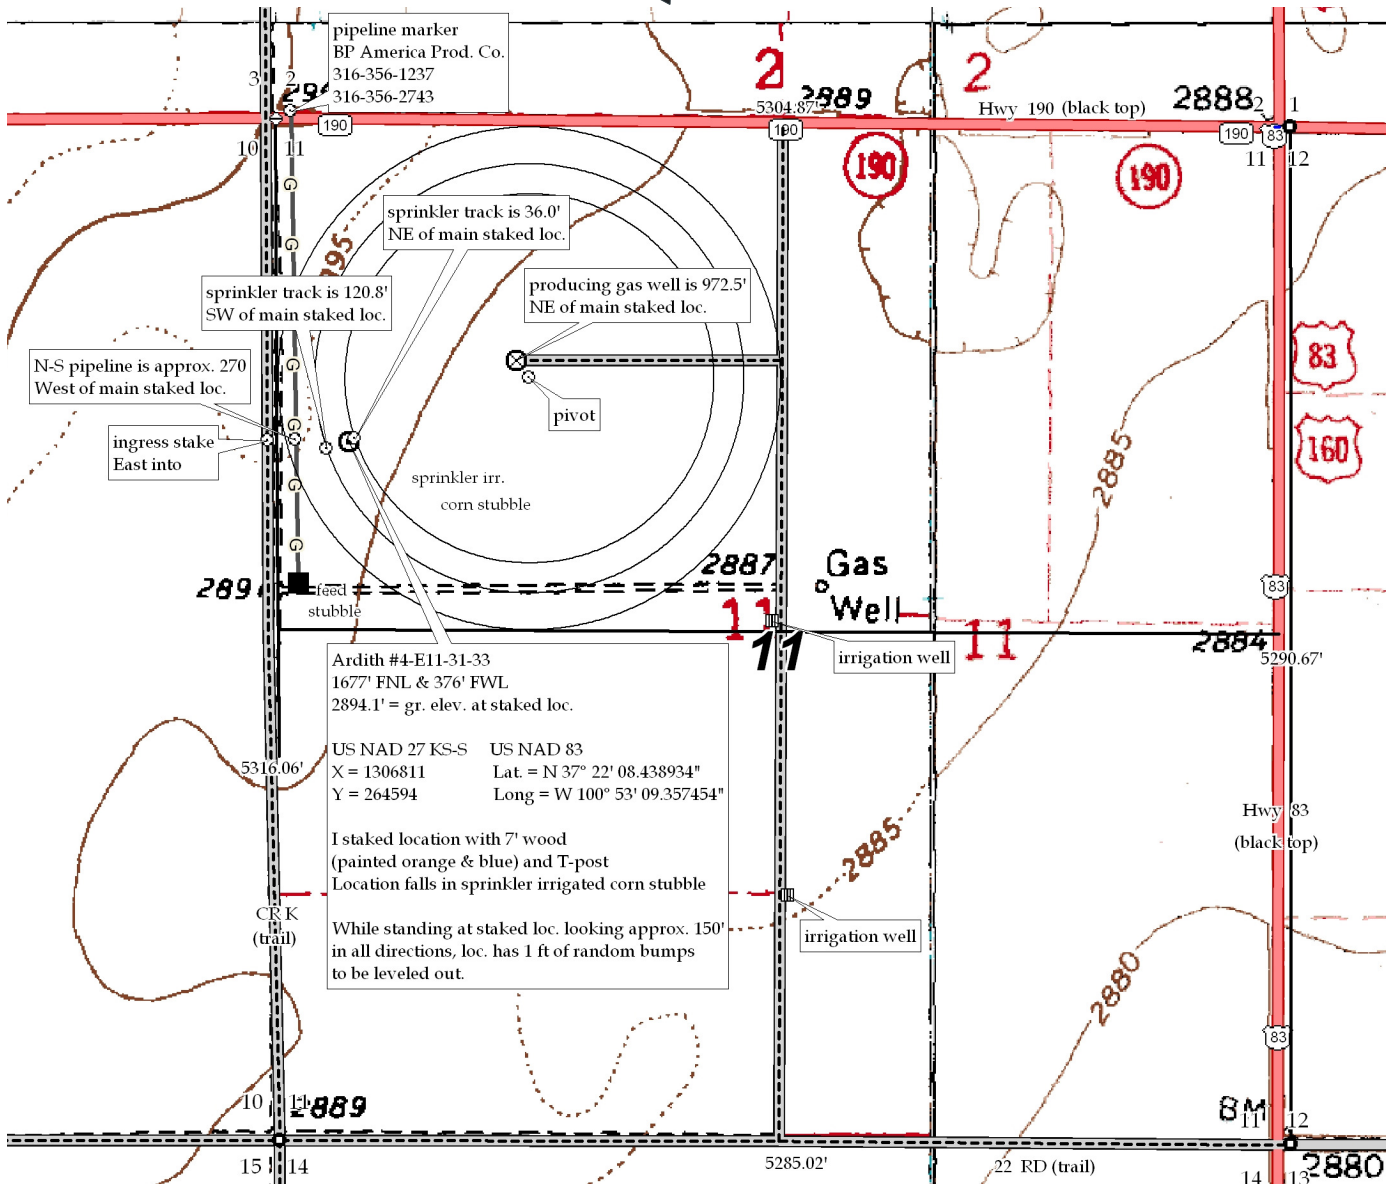 pipeline marker
BP America Prod. Co.
316-356-1237
316-356-2743
3 2
2
2
5304.87'
2889
Hwy 190 (black top)
2888
2 1
190
190
190
83
10 11
11 12
190
190
G
G
G
G
G
G
sprinkler track is 36.0'
NE of main staked loc.
sprinkler track is 120.8'
SW of main staked loc.
producing gas well is 972.5'
NE of main staked loc.
N-S pipeline is approx. 270
West of main staked loc.
pivot
ingress stake
East into
83
160
2885
sprinkler irr.
corn stubble
2887
Gas
Well
83
feed
stubble
11
11
11
irrigation well
2884
5290.67'
Ardith #4-E11-31-33
1677' FNL & 376' FWL
2894.1' = gr. elev. at staked loc.
US NAD 27 KS-S US NAD 83
X = 1306811 Lat. = N 37° 22' 08.438934"
Y = 264594 Long = W 100° 53' 09.357454"
I staked location with 7' wood
(painted orange & blue) and T-post
Location falls in sprinkler irrigated corn stubble
While standing at staked loc. looking approx. 150'
in all directions, loc. has 1 ft of random bumps
to be leveled out.
5316.06'
Hwy 83
(black top)
2885
CR K
(trail)
irrigation well
2880
83
10 11
2889
8M
11 12
15 14
5285.02'
22 RD (trail)
14 13
2880